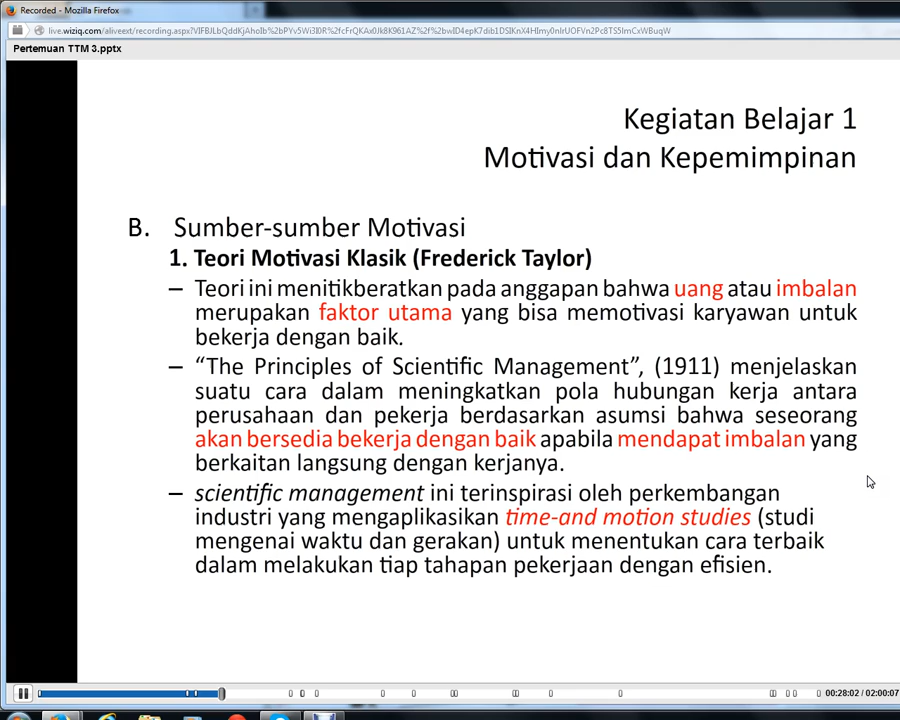 Recorded - Mozilla Firefox
Pertemuan TTM 3.pptx
Kegiatan Belajar 1
Motivasi dan Kepemimpinan
B. Sumber-sumber Motivasi
1. Teori Motivasi Klasik (Frederick Taylor)
– Teori ini menitikberatkan pada anggapan bahwa uang atau imbalan
merupakan faktor utama yang bisa memotivasi karyawan untuk
bekerja dengan baik.
– “The Principles of Scientific Management”, (1911) menjelaskan
suatu cara dalam meningkatkan pola hubungan kerja antara
perusahaan dan pekerja berdasarkan asumsi bahwa seseorang
akan bersedia bekerja dengan baik apabila mendapat imbalan yang
berkaitan langsung dengan kerjanya.
– scientific management ini terinspirasi oleh perkembangan
industri yang mengaplikasikan time-and motion studies (studi
mengenai waktu dan gerakan) untuk menentukan cara terbaik
dalam melakukan tiap tahapan pekerjaan dengan efisien.
00:28:02 / 02:00:07